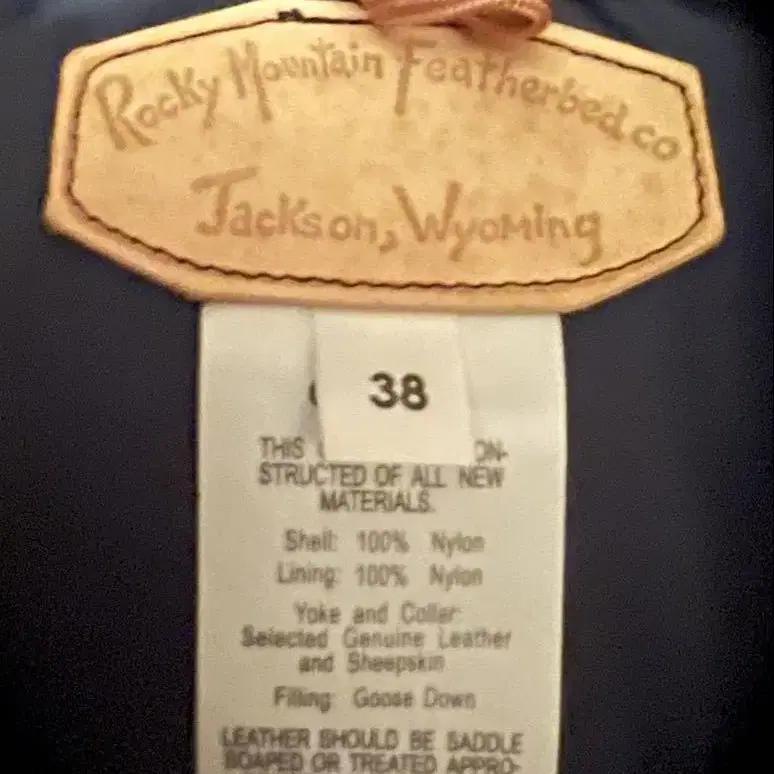 Rocky Mountain Featherbed.co
Jackson, Wyoming
38
THIS ON-
STRUCTED OF ALL NEW
MATERIALS.
Shell: 100% Nylon
Lining: 100% Nylon
Yoke and Collar:
Selected Genuine Leather
and Sheepskin
Filling: Goose Down
LEATHER SHOULD BE SADDLE
SOAPED OR TREATED APPRO-